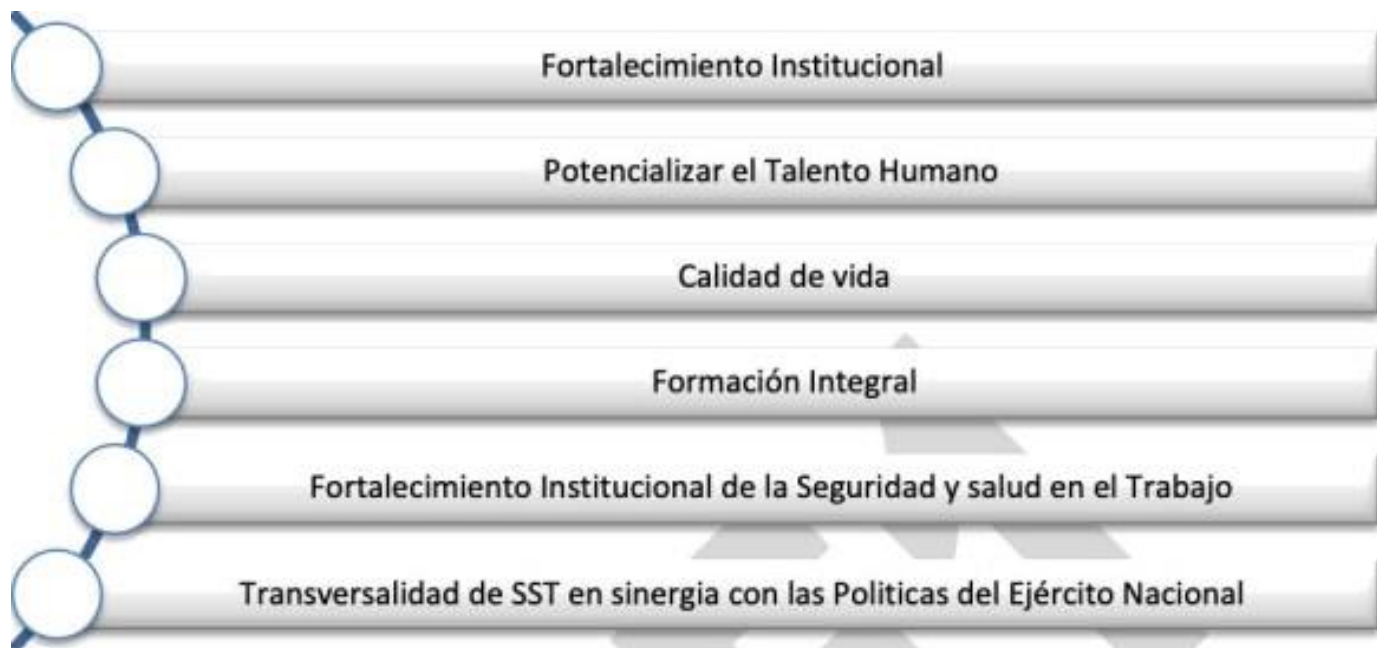 Fortalecimiento Institucional
Potencializar el Talento Humano
Calidad de vida
Formación Integral
Fortalecimiento Institucional de la Seguridad y salud en el Trabajo
Transversalidad de SST en sinergia con las Politicas del Ejército Nacional